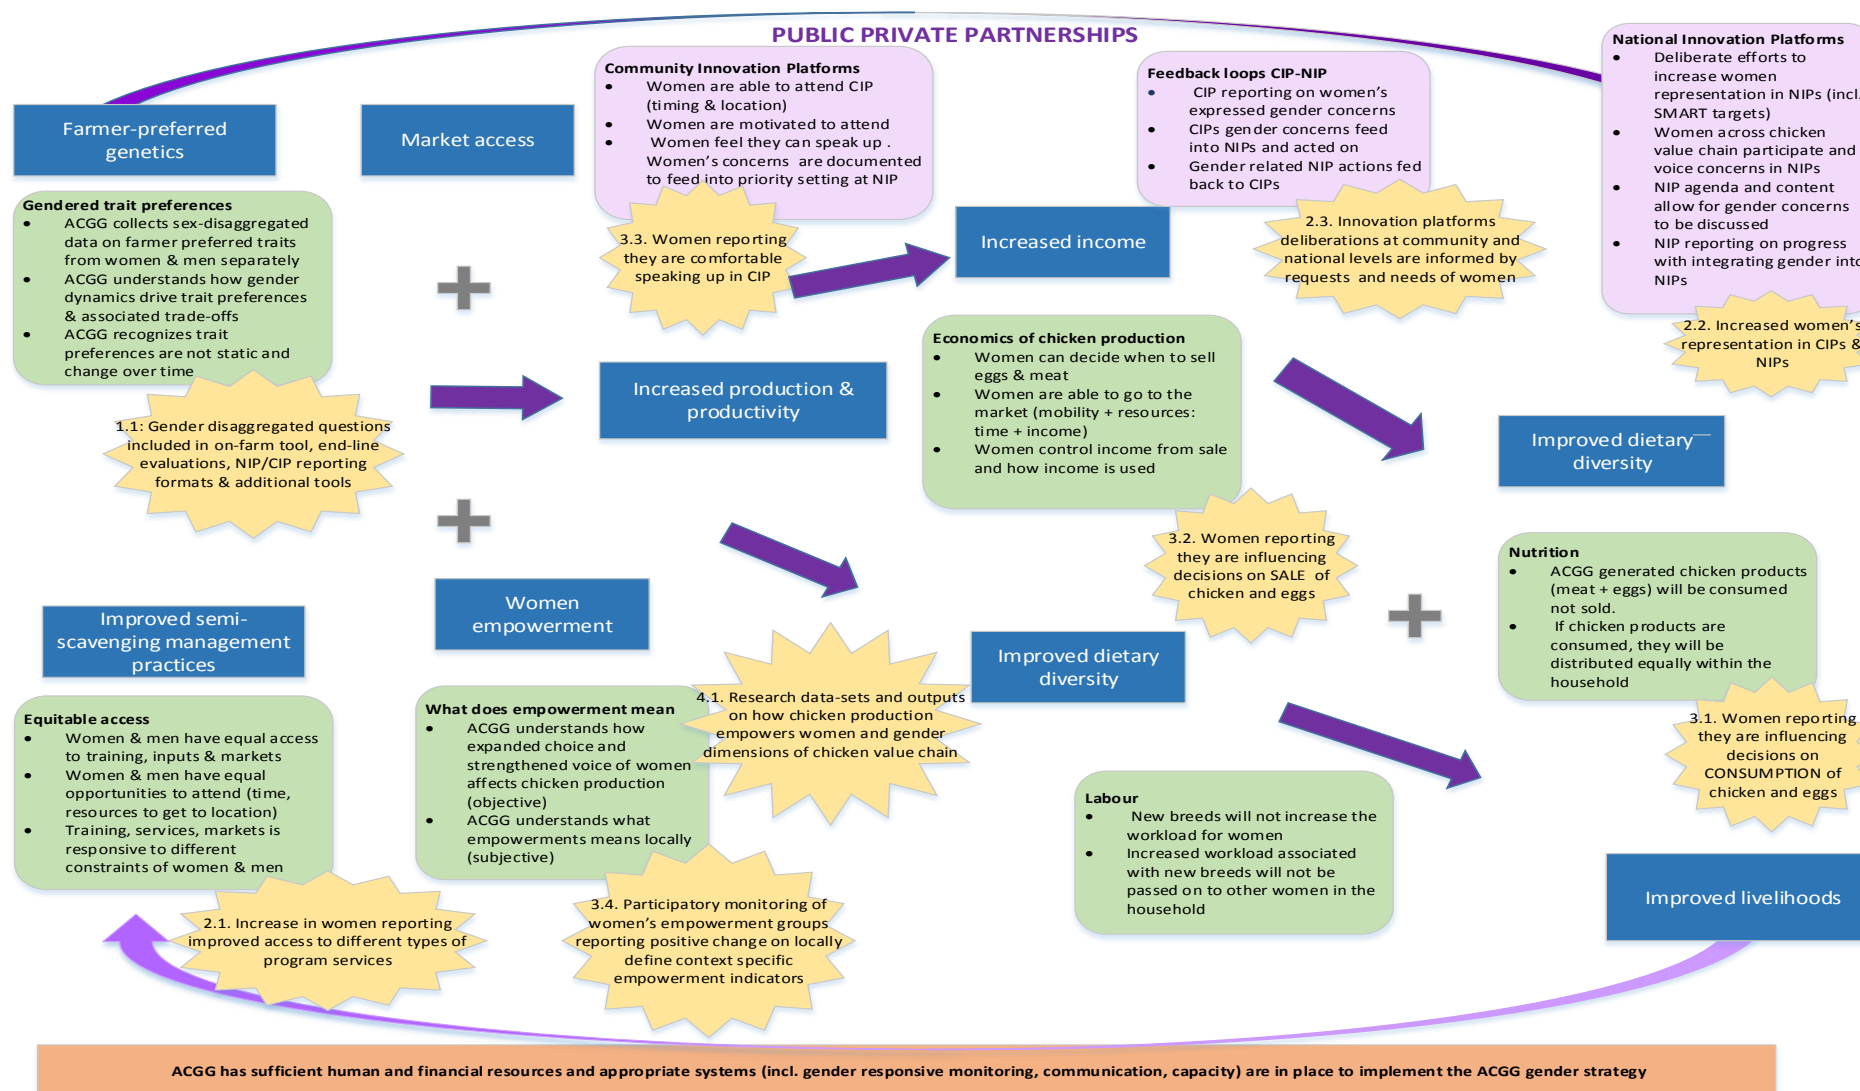 PUBLIC PRIVATE PARTNERSHIPS
Farmer-preferred
genetics
Market access
Community Innovation Platforms
• Women are able to attend CIP
(timing & location)
• Women are motivated to attend
• Women feel they can speak up .
Women's concerns are documented
to feed into priority setting at NIP
Feedback loops CIP-NIP
• CIP reporting on women's
expressed gender concerns
• CIPs gender concerns feed
into NIPs and acted on
• Gender related NIP actions fed
back to CIPs
National Innovation Platforms
• Deliberate efforts to
increase women
representation in NIPs (incl.
SMART targets)
• Women across chicken
value chain participate and
voice concerns in NIPs
• NIP agenda and content
allow for gender concerns
to be discussed
• NIP reporting on progress
with integrating gender into
NIPs
Gendered trait preferences
• ACGG collects sex-disaggregated
data on farmer preferred traits
from women & men separately
• ACGG understands how gender
dynamics drive trait preferences
& associated trade-offs
• ACGG recognizes trait
preferences are not static and
change over time
3.3. Women reporting
they are comfortable
speaking up in CIP
Increased income
2.3. Innovation platforms
deliberations at community and
national levels are informed by
requests and needs of women
2.2. Increased women's
representation in CIPs &
NIPs
1.1: Gender disaggregated questions
included in on-farm tool, end-line
evaluations, NIP/CIP reporting
formats & additional tools
Increased production &
productivity
Economics of chicken production
• Women can decide when to sell
eggs & meat
• Women are able to go to the
market (mobility + resources:
time + income)
• Women control income from sale
and how income is used
Improved dietary
diversity
3.2. Women reporting
they are influencing
decisions on SALE of
chicken and eggs
Nutrition
• ACGG generated chicken products
(meat + eggs) will be consumed
not sold.
• If chicken products are
consumed, they will be
distributed equally within the
household
Improved semi-
scavenging management
practices
Women
empowerment
Improved dietary
diversity
4.1. Research data-sets and outputs
on how chicken production
empowers women and gender
dimensions of chicken value chain
3.1. Women reporting
they are influencing
decisions on
CONSUMPTION of
chicken and eggs
Equitable access
• Women & men have equal access
to training, inputs & markets
• Women & men have equal
opportunities to attend (time,
resources to get to location)
• Training, services, markets is
responsive to different
constraints of women & men
What does empowerment mean
• ACGG understands how
expanded choice and
strengthened voice of women
affects chicken production
(objective)
• ACGG understands what
empowerments means locally
(subjective)
Labour
• New breeds will not increase the
workload for women
• Increased workload associated
with new breeds will not be
passed on to other women in the
household
Improved livelihoods
2.1. Increase in women reporting
improved access to different types of
program services
3.4. Participatory monitoring of
women's empowerment groups
reporting positive change on locally
define context specific
empowerment indicators
ACGG has sufficient human and financial resources and appropriate systems (incl. gender responsive monitoring, communication, capacity) are in place to implement the ACGG gender strategy